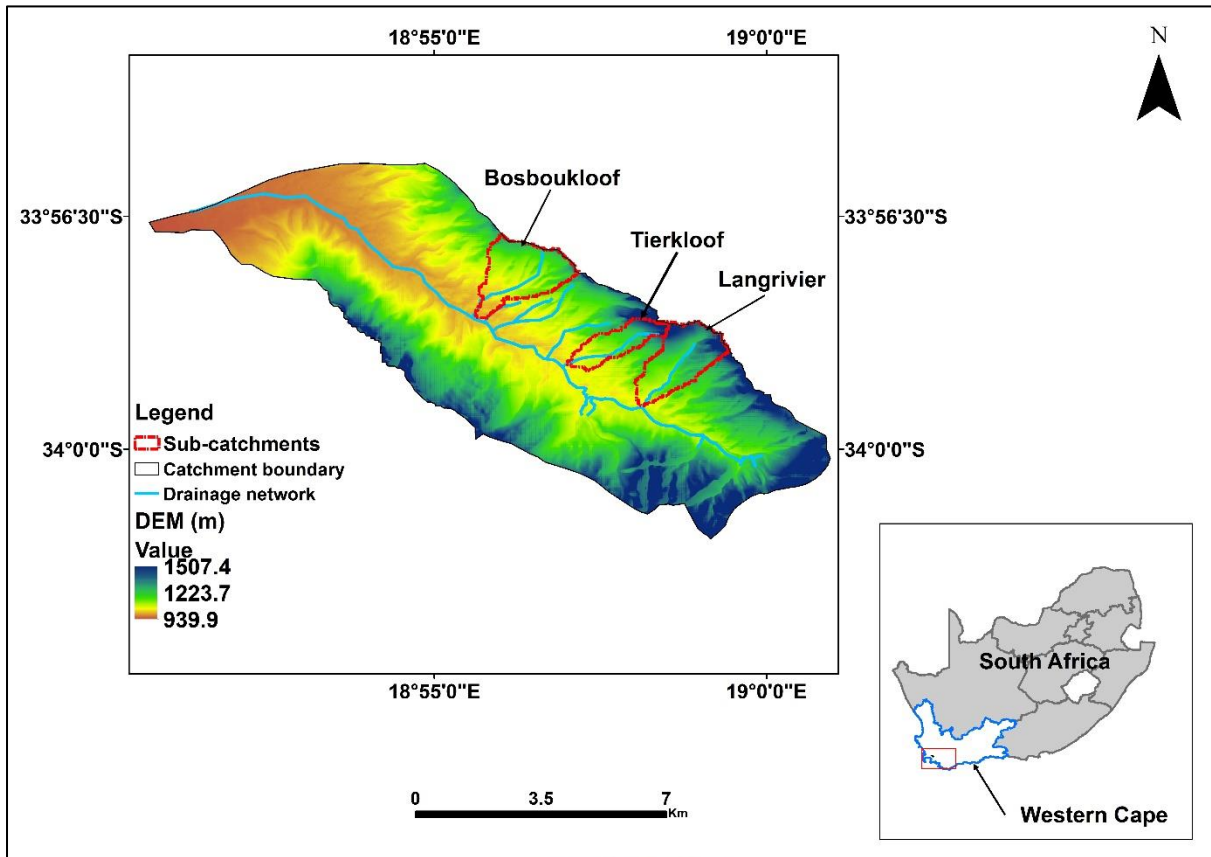 18°55'0"E
19°0'0"E
N
Bosboukloof
33°56'30"S
33°56'30"S
Tierkloof
Langrivier
Legend
Sub-catchments
34°0'0"S
34°0'0"S
Catchment boundary
Drainage network
DEM (m)
Value
1507.4
1223.7
939.9
18°55'0"E
19°0'0"E
South Africa
0
3.5
7
Km
Western Cape